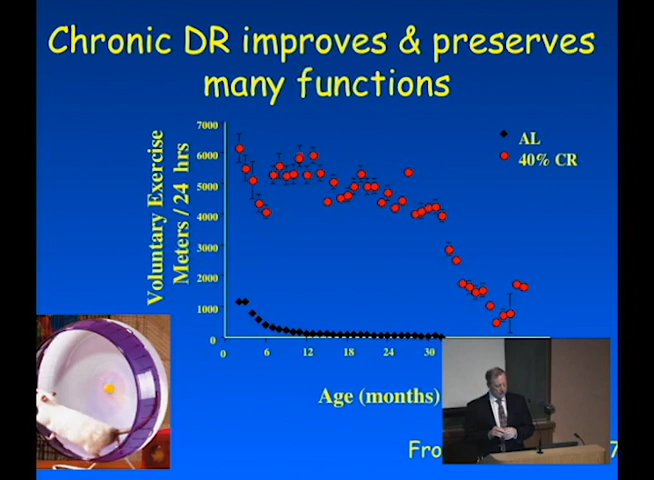 Chronic DR improves & preserves
many functions
Voluntary Exercise
Meters / 24 hrs
7000
6000
5000
4000
3000
2000
1000
0
AL
40% CR
0
6
12
18
24
30
Age (months)